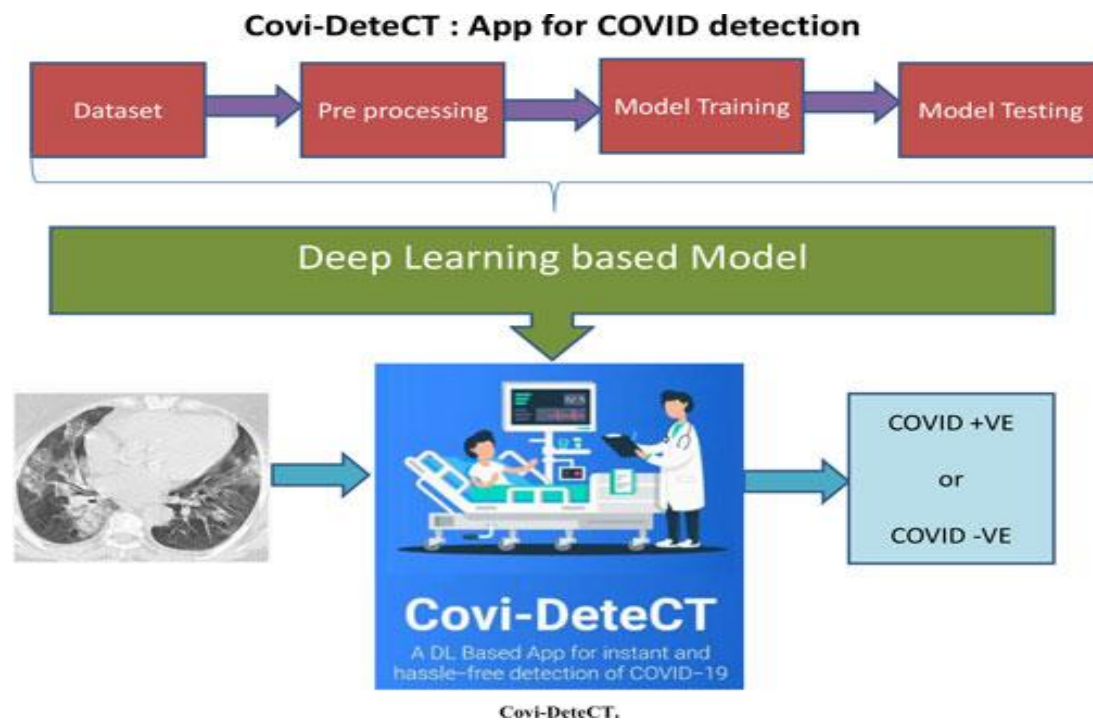 Covi-DeteCT : App for COVID detection
Dataset
Pre processing
Model Training
Model Testing
Deep Learning based Model
COVID +VE
or
COVID -VE
Covi-DeteCT
A DL Based App for instant and
hassle-free detection of COVID-19
Covi-DeteCT.